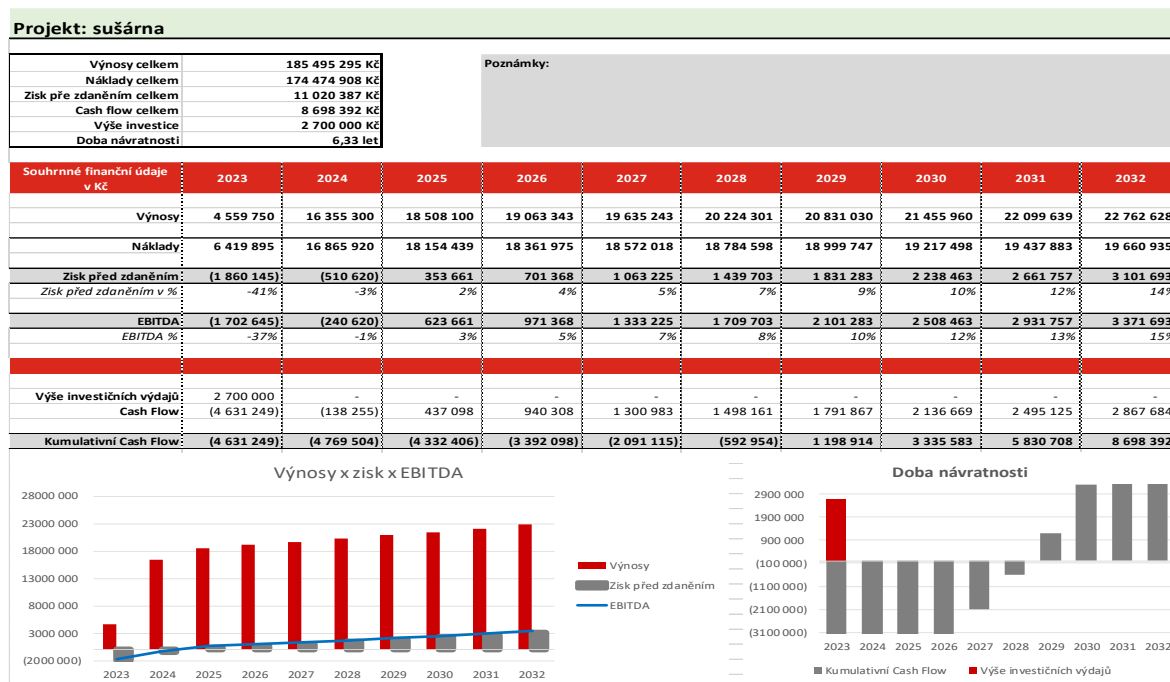 Projekt: sušárna
Výnosy celkem 185 495 295 Kč
Náklady celkem 174 474 908 Kč
Zisk pře zdaněním celkem 11 020 387 Kč
Cash flow celkem 8 698 392 Kč
Výše investice 2 700 000 Kč
Doba návratnosti 6,33 let
Poznámky:
Souhrnné finanční údaje v Kč 2023 2024 2025 2026 2027 2028 2029 2030 2031 2032
Výnosy 4 559 750 16 355 300 18 508 100 19 063 343 19 635 243 20 224 301 20 831 030 21 455 960 22 099 639 22 762 628
Náklady 6 419 895 16 865 920 18 154 439 18 361 975 18 572 018 18 784 598 18 999 747 19 217 498 19 437 883 19 660 935
Zisk před zdaněním (1 860 145) (510 620) 353 661 701 368 1 063 225 1 439 703 1 831 283 2 238 463 2 661 757 3 101 693
Zisk před zdaněním v % -41% -3% 2% 4% 5% 7% 9% 10% 12% 14%
EBITDA (1 702 645) (240 620) 623 661 971 368 1 333 225 1 709 703 2 101 283 2 508 463 2 931 757 3 371 693
EBITDA % -37% -1% 3% 5% 7% 8% 10% 12% 13% 15%
Výše investičních výdajů 2 700 000 - - - - - - - - -
Cash Flow (4 631 249) (138 255) 437 098 940 308 1 300 983 1 498 161 1 791 867 2 136 669 2 495 125 2 867 684
Kumulativní Cash Flow (4 631 249) (4 769 504) (4 332 406) (3 392 098) (2 091 115) (592 954) 1 198 914 3 335 583 5 830 708 8 698 392
Výnosy x zisk x EBITDA
28000 000
23000 000
18000 000
13000 000
8000 000
3000 000
(2000 000)
2023 2024 2025 2026 2027 2028 2029 2030 2031 2032
Výnosy
Zisk před zdaněním
EBITDA
Doba návratnosti
2900 000
1900 000
900 000
(100 000)
(1100 000)
(2100 000)
(3100 000)
2023 2024 2025 2026 2027 2028 2029 2030 2031 2032
Kumulativní Cash Flow Výše investičních výdajů